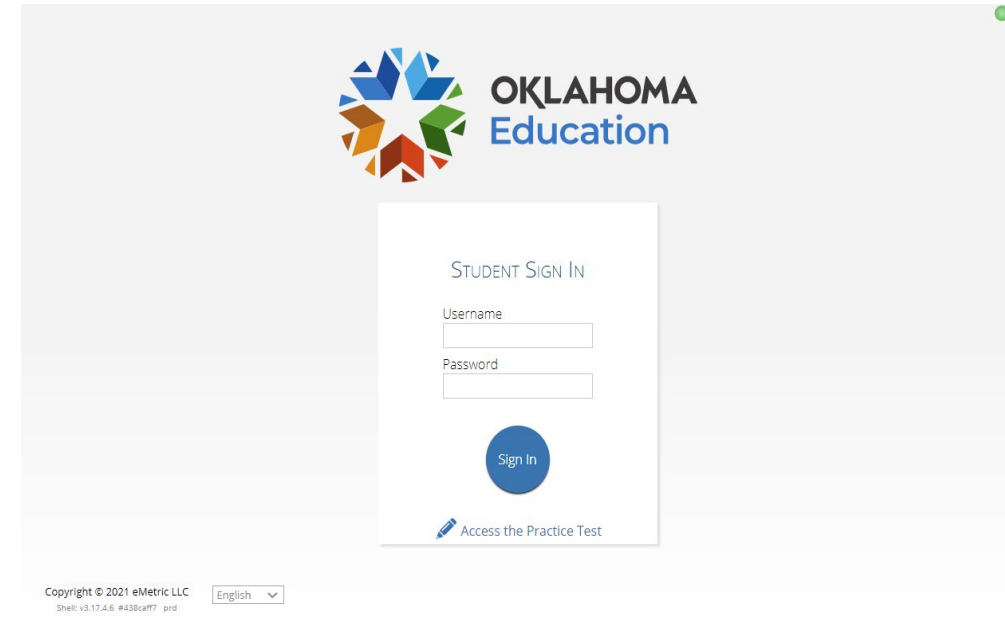 OKLAHOMA
Education
Student Sign In
Username
Password
Sign In
Access the Practice Test
Copyright © 2021 eMetric LLC
English
Shell: v3.17.4.6 #438caff7 prd